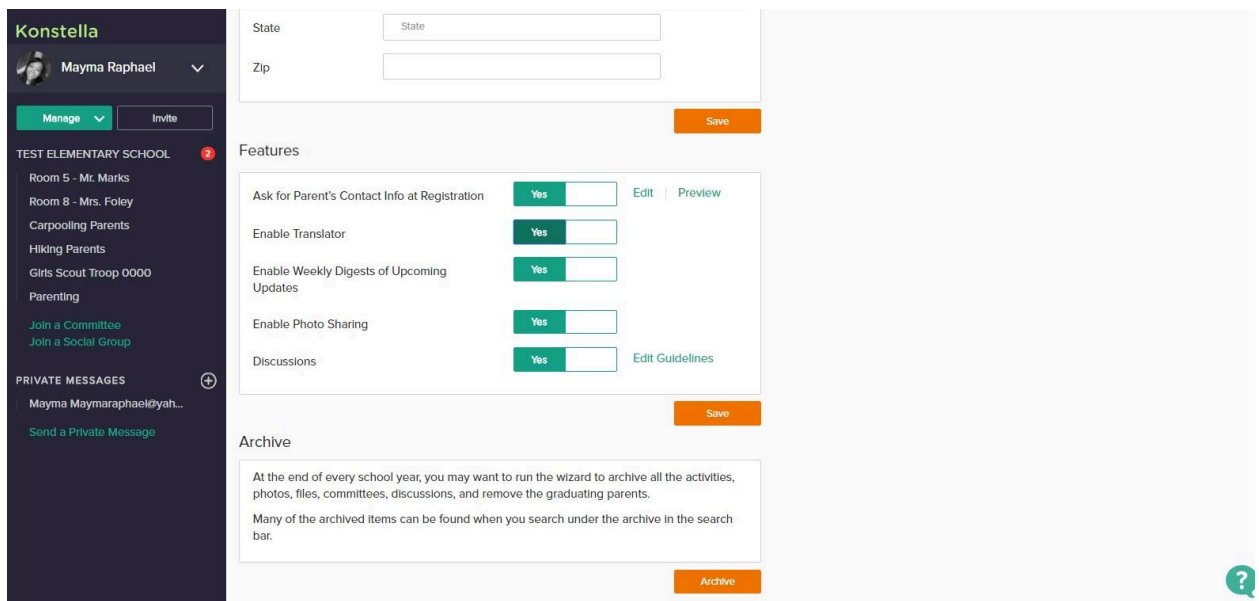 Konstella
Mayma Raphael
Manage
Invite
TEST ELEMENTARY SCHOOL
2
Room 5 - Mr. Marks
Room 8 - Mrs. Foley
Carpooling Parents
Hiking Parents
Girls Scout Troop 0000
Parenting
Join a Committee
Join a Social Group
PRIVATE MESSAGES
Mayma Maymaraphael@yah...
Send a Private Message
State
State
Zip
Save
Features
Ask for Parent's Contact Info at Registration
Yes
Edit
Preview
Enable Translator
Yes
Enable Weekly Digests of Upcoming
Updates
Yes
Enable Photo Sharing
Yes
Discussions
Yes
Edit Guidelines
Save
Archive
At the end of every school year, you may want to run the wizard to archive all the activities,
photos, files, committees, discussions, and remove the graduating parents.
Many of the archived items can be found when you search under the archive in the search
bar.
Archive
?